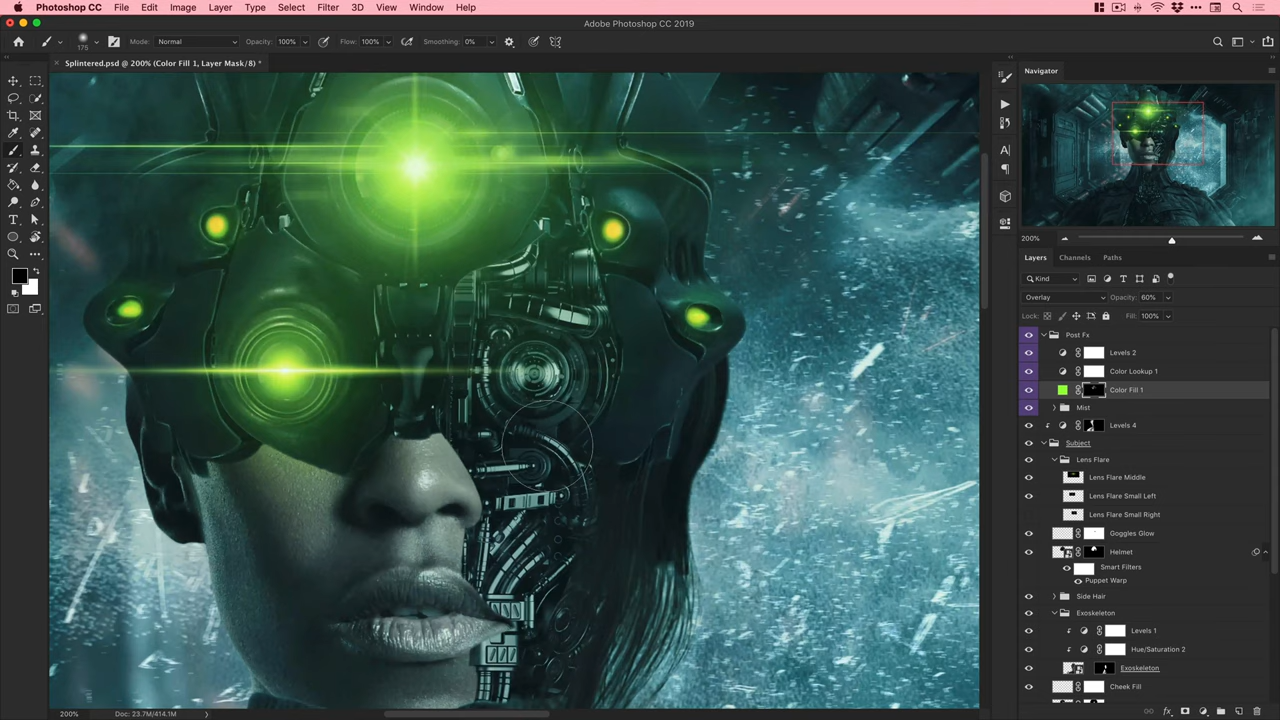 Photoshop CC File Edit Image Layer Type Select Filter 3D View Window Help
Adobe Photoshop CC 2019
175 Mode: Normal Opacity: 100% Flow: 100% Smoothing: 0%
× Splintered.psd @ 200% (Color Fill 1, Layer Mask/8) *
Navigator
200%
Layers Channels Paths
Kind
Overlay Opacity: 60%
Lock: Fill: 100%
Post Fx
Levels 2
Color Lookup 1
Color Fill 1
Mist
Levels 4
Subject
Lens Flare
Lens Flare Middle
Lens Flare Small Left
Lens Flare Small Right
Goggles Glow
Helmet
Smart Filters
Puppet Warp
Side Hair
Exoskeleton
Levels 1
Hue/Saturation 2
Exoskeleton
Cheek Fill
200% Doc: 23.7M/414.1M
fx